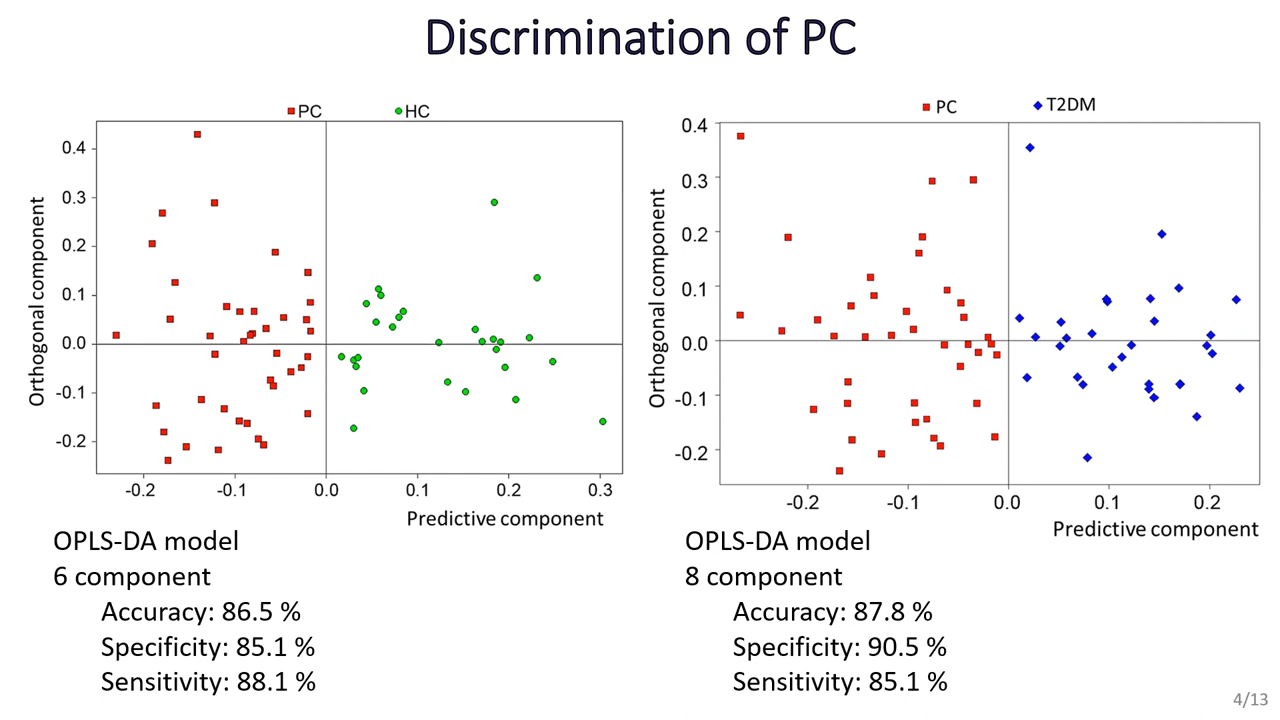 Discrimination of PC
PC HC
0.4
0.3
0.2
0.1
0.0
-0.1
-0.2
Orthogonal component
-0.2 -0.1 0.0 0.1 0.2 0.3
Predictive component
OPLS-DA model
6 component
Accuracy: 86.5 %
Specificity: 85.1 %
Sensitivity: 88.1 %
PC T2DM
0.4
0.3
0.2
0.1
0.0
-0.1
-0.2
Orthogonal component
-0.2 -0.1 0.0 0.1 0.2
Predictive component
OPLS-DA model
8 component
Accuracy: 87.8 %
Specificity: 90.5 %
Sensitivity: 85.1 %
4/13